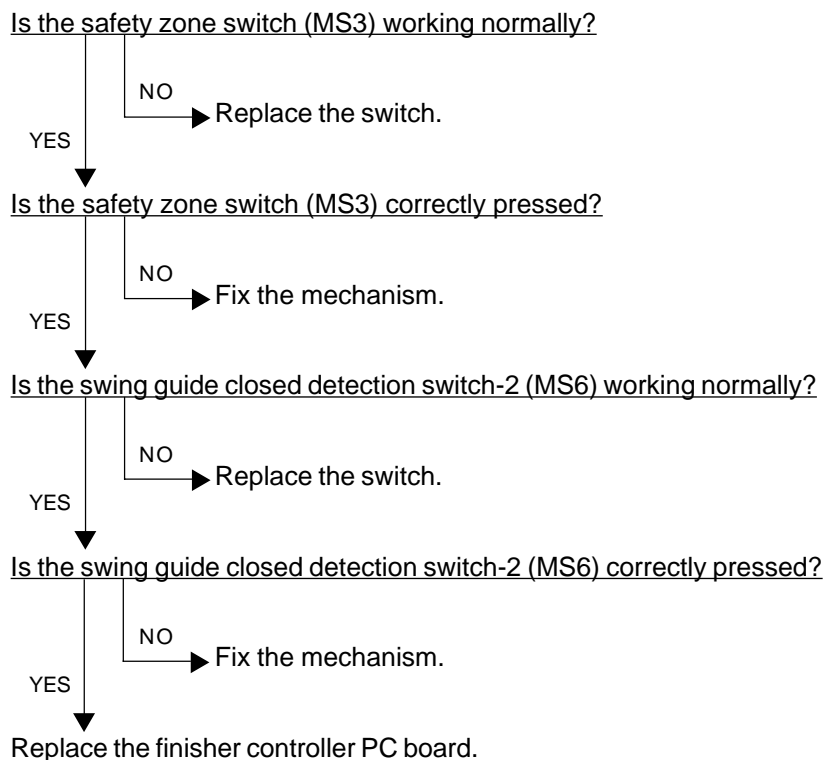 Is the safety zone switch (MS3) working normally?
NO
Replace the switch.
YES
Is the safety zone switch (MS3) correctly pressed?
NO
Fix the mechanism.
YES
Is the swing guide closed detection switch-2 (MS6) working normally?
NO
Replace the switch.
YES
Is the swing guide closed detection switch-2 (MS6) correctly pressed?
NO
Fix the mechanism.
YES
Replace the finisher controller PC board.